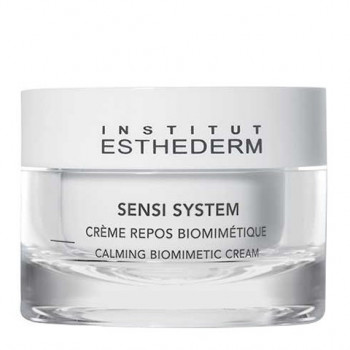 INSTITUT
ESTHEDERM
SENSI SYSTEM
CRÈME REPOS BIOMIMÉTIQUE
CALMING BIOMIMETIC CREAM